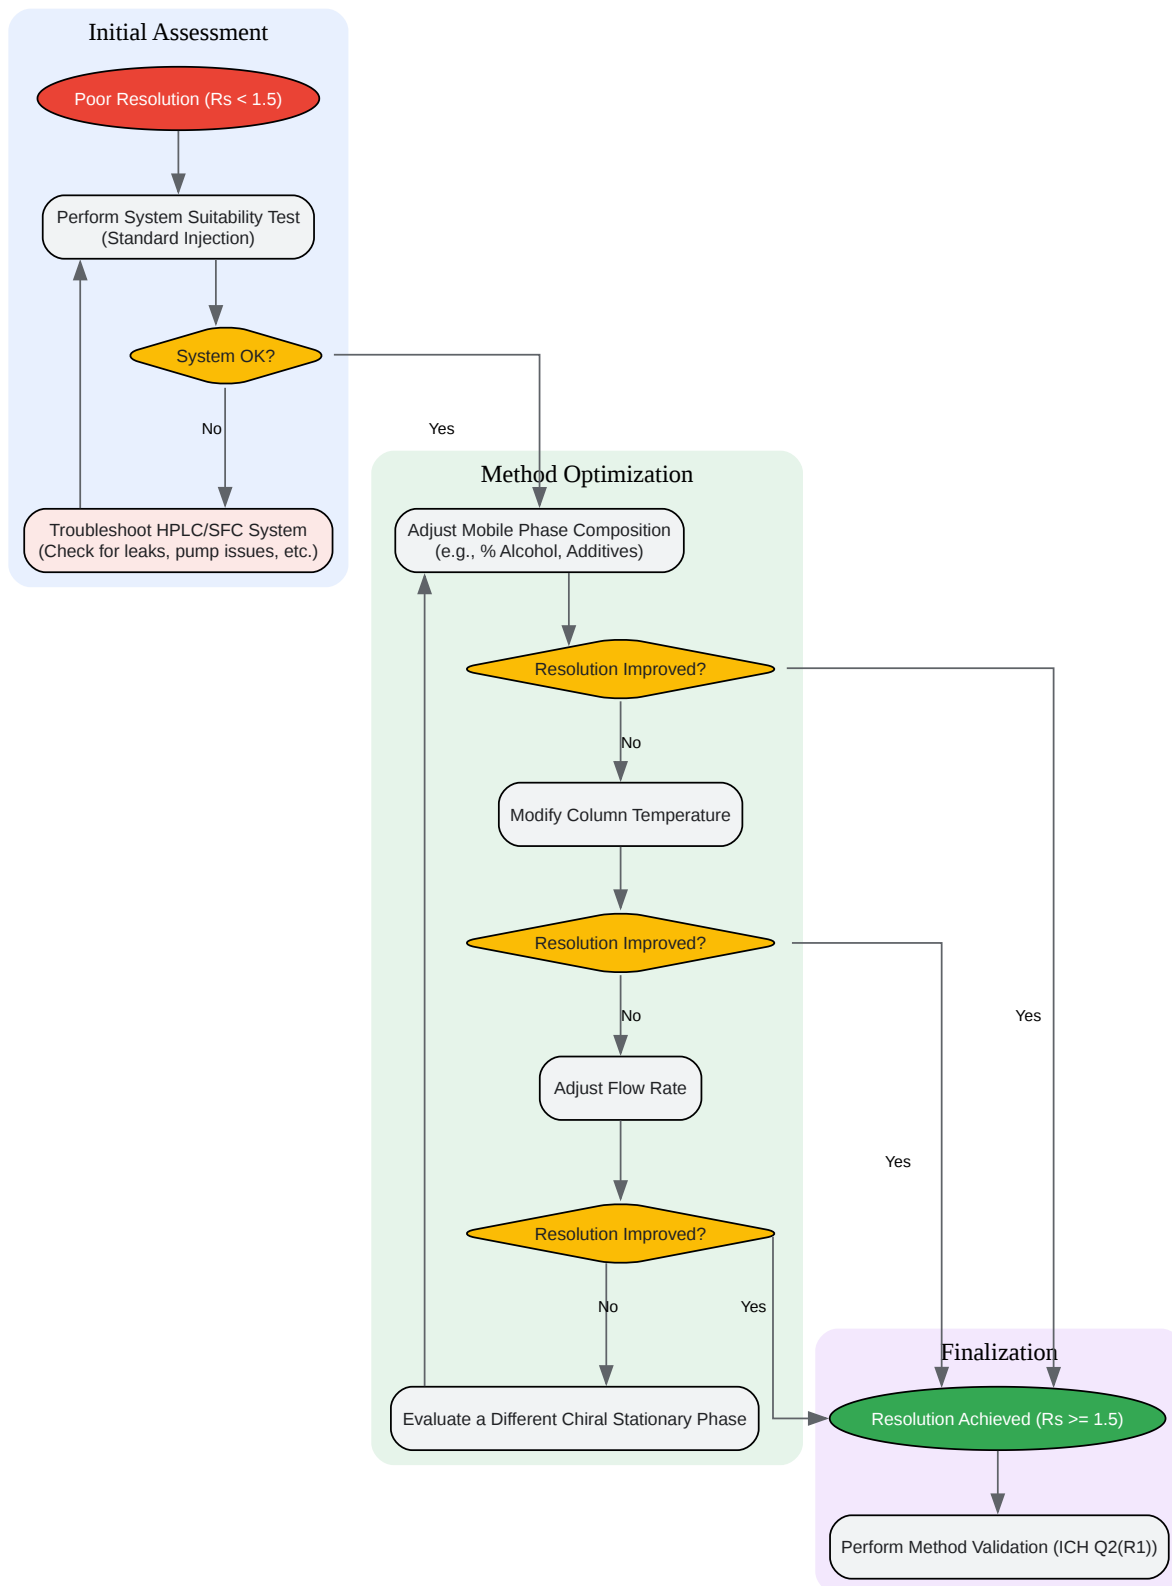 Initial Assessment
Poor Resolution (Rs < 1.5)
Perform System Suitability Test
(Standard Injection)
System OK?
No
Yes
Troubleshoot HPLC/SFC System
(Check for leaks, pump issues, etc.)
Method Optimization
Adjust Mobile Phase Composition
(e.g., % Alcohol, Additives)
Resolution Improved?
No
Modify Column Temperature
Resolution Improved?
No
Yes
Adjust Flow Rate
Yes
Resolution Improved?
No
Yes
Evaluate a Different Chiral Stationary Phase
Finalization
Resolution Achieved (Rs >= 1.5)
Perform Method Validation (ICH Q2(R1))